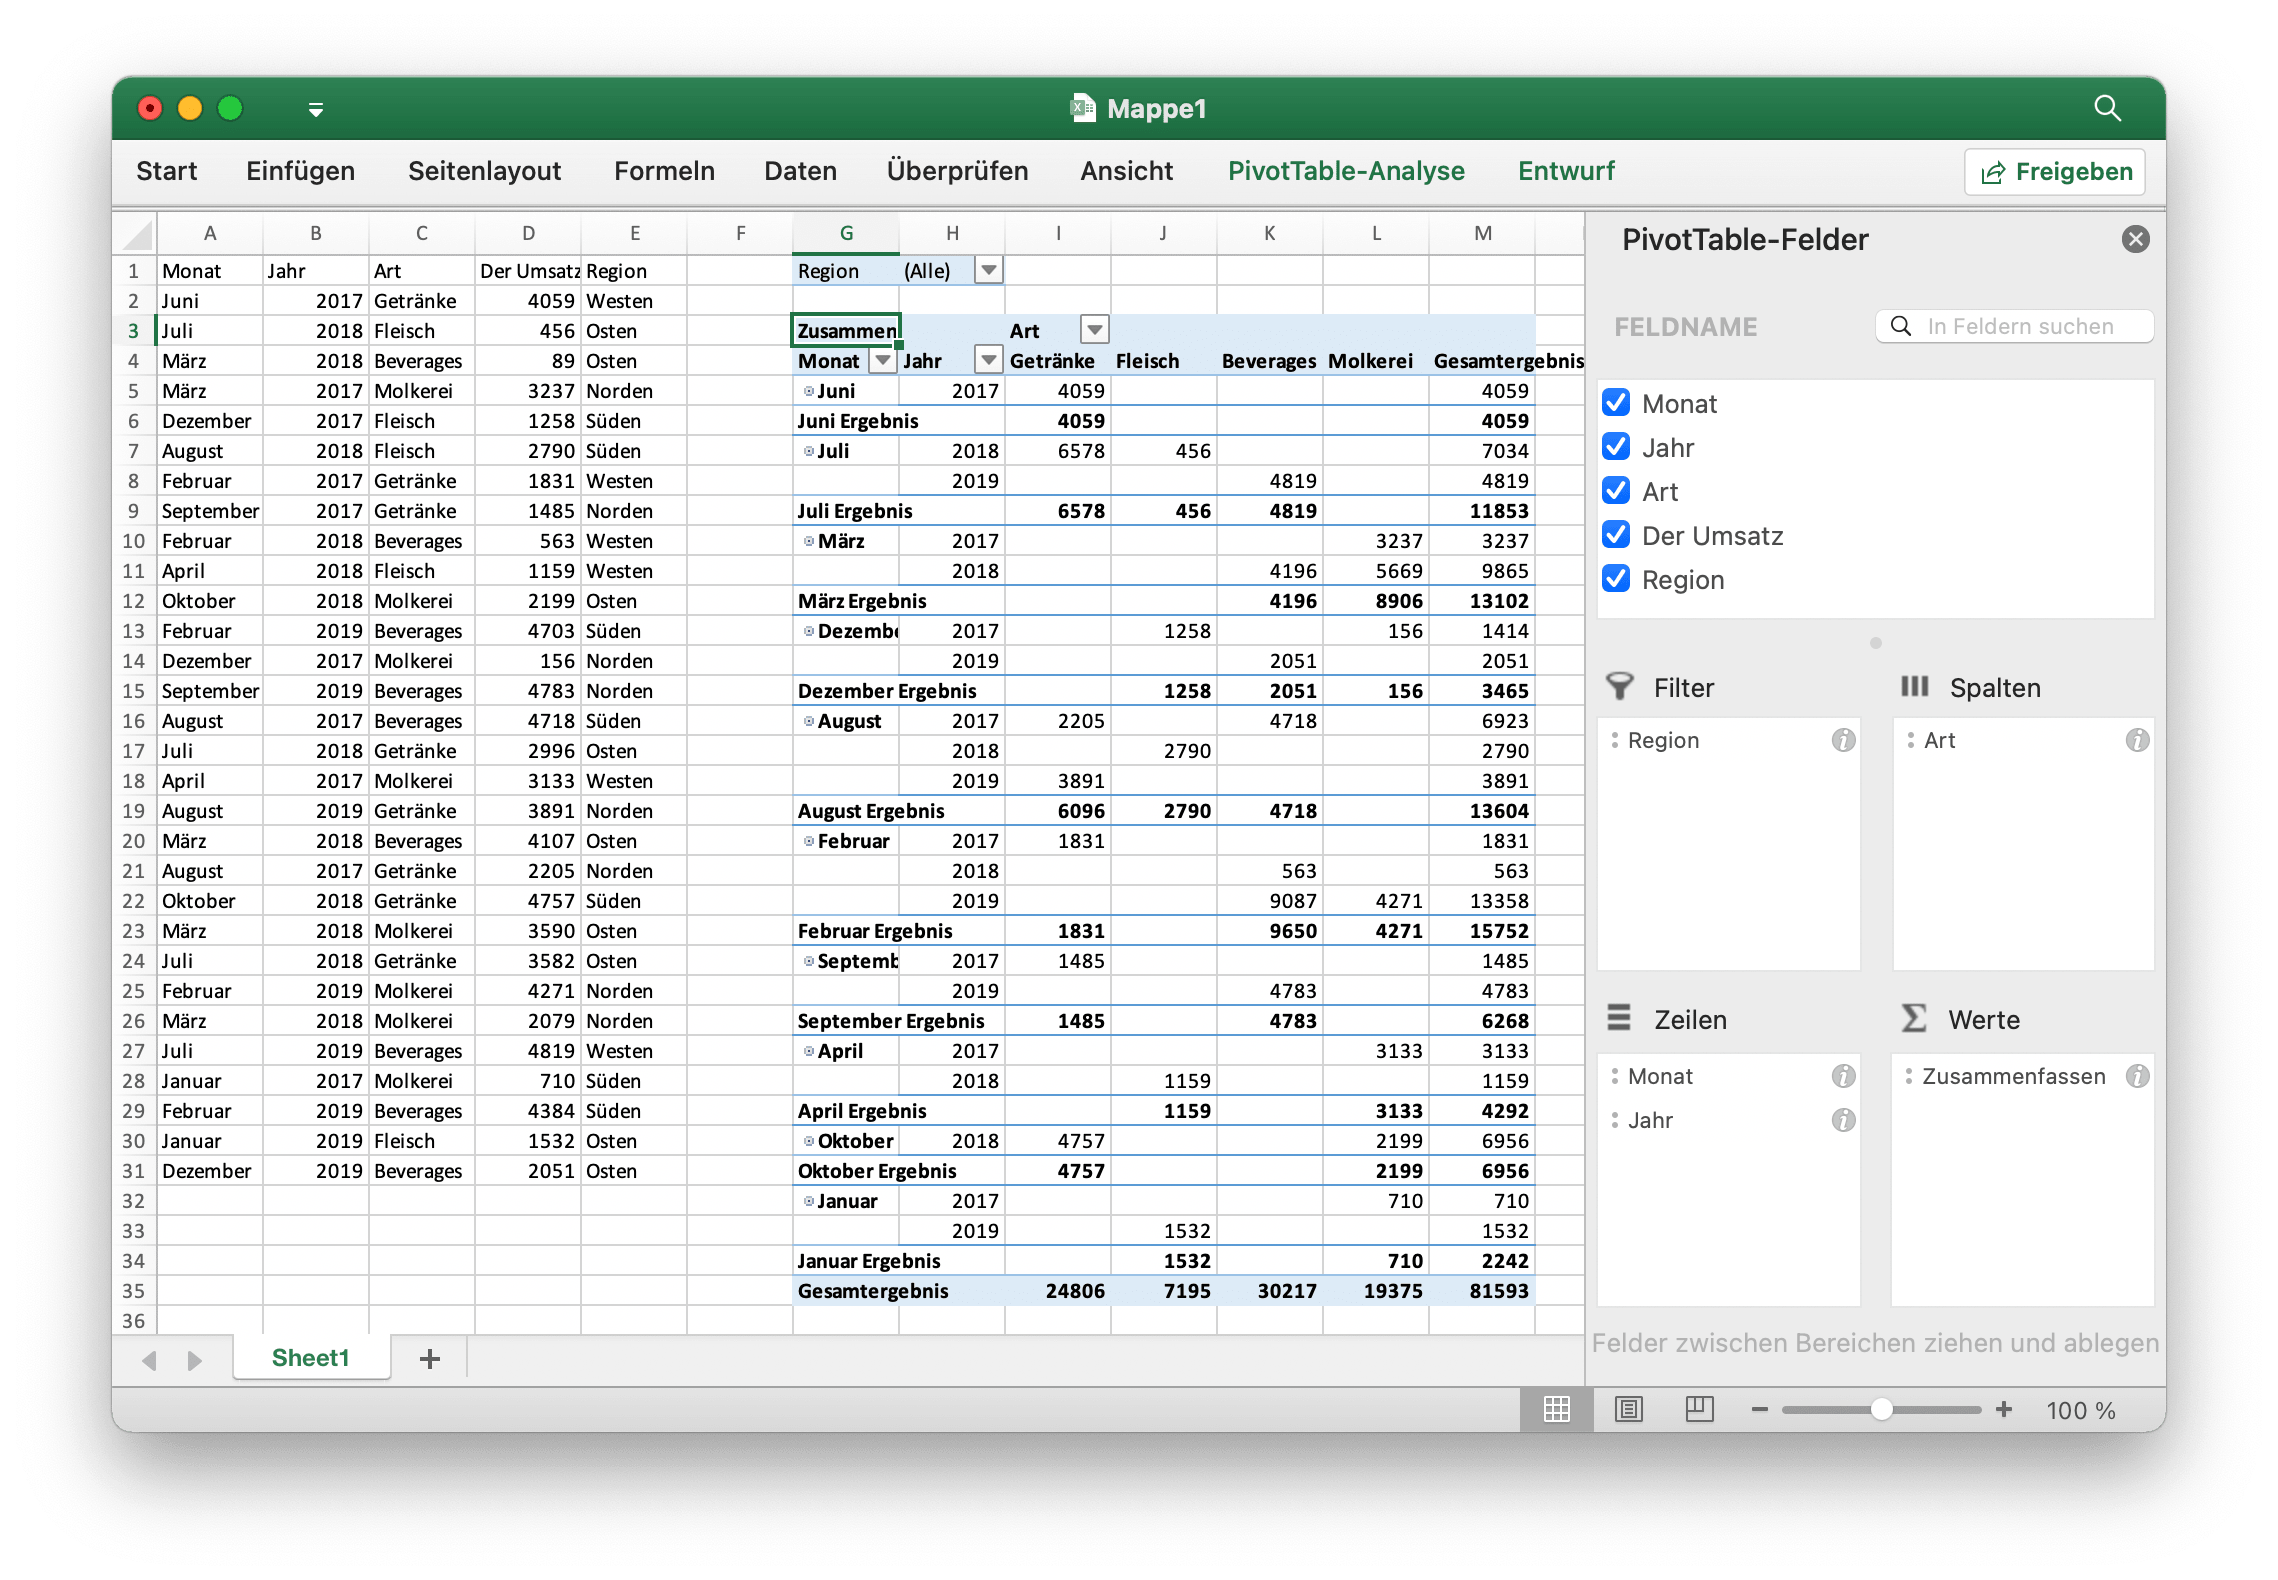 Mappe1
Start Einfügen Seitenlayout Formeln Daten Überprüfen Ansicht PivotTable-Analyse Entwurf Freigeben
A B C D E F G H I J K L M
1 Monat Jahr Art Der Umsatz Region Region (Alle)
2 Juni 2017 Getränke 4059 Westen
3 Juli 2018 Fleisch 456 Osten Zusammen Art
4 März 2018 Beverages 89 Osten Monat Jahr Getränke Fleisch Beverages Molkerei Gesamtergebnis
5 März 2017 Molkerei 3237 Norden Juni 2017 4059 4059
6 Dezember 2017 Fleisch 1258 Süden Juni Ergebnis 4059 4059
7 August 2018 Fleisch 2790 Süden Juli 2018 6578 456 7034
8 Februar 2017 Getränke 1831 Westen 2019 4819 4819
9 September 2017 Getränke 1485 Norden Juli Ergebnis 6578 456 4819 11853
10 Februar 2018 Beverages 563 Westen März 2017 3237 3237
11 April 2018 Fleisch 1159 Westen 2018 4196 5669 9865
12 Oktober 2018 Molkerei 2199 Osten März Ergebnis 4196 8906 13102
13 Februar 2019 Beverages 4703 Süden Dezembe 2017 1258 156 1414
14 Dezember 2017 Molkerei 156 Norden 2019 2051 2051
15 September 2019 Beverages 4783 Norden Dezember Ergebnis 1258 2051 156 3465
16 August 2017 Beverages 4718 Süden August 2017 2205 4718 6923
17 Juli 2018 Getränke 2996 Osten 2018 2790 2790
18 April 2017 Molkerei 3133 Westen 2019 3891 3891
19 August 2019 Getränke 3891 Norden August Ergebnis 6096 2790 4718 13604
20 März 2018 Beverages 4107 Osten Februar 2017 1831 1831
21 August 2017 Getränke 2205 Norden 2018 563 563
22 Oktober 2018 Getränke 4757 Süden 2019 9087 4271 13358
23 März 2018 Molkerei 3590 Osten Februar Ergebnis 1831 9650 4271 15752
24 Juli 2018 Getränke 3582 Osten Septemb 2017 1485 1485
25 Februar 2019 Molkerei 4271 Norden 2019 4783 4783
26 März 2018 Molkerei 2079 Norden September Ergebnis 1485 4783 6268
27 Juli 2019 Beverages 4819 Westen April 2017 3133 3133
28 Januar 2017 Molkerei 710 Süden 2018 1159 1159
29 Februar 2019 Beverages 4384 Süden April Ergebnis 1159 3133 4292
30 Januar 2019 Fleisch 1532 Osten Oktober 2018 4757 2199 6956
31 Dezember 2019 Beverages 2051 Osten Oktober Ergebnis 4757 2199 6956
32 Januar 2017 710 710
33 2019 1532 1532
34 Januar Ergebnis 1532 710 2242
35 Gesamtergebnis 24806 7195 30217 19375 81593
36
PivotTable-Felder
FELDNAME In Feldern suchen
Monat
Jahr
Art
Der Umsatz
Region
Filter Spalten
Region Art
Zeilen Werte
Monat Zusammenfassen
Jahr
Felder zwischen Bereichen ziehen und ablegen
Sheet1
100 %